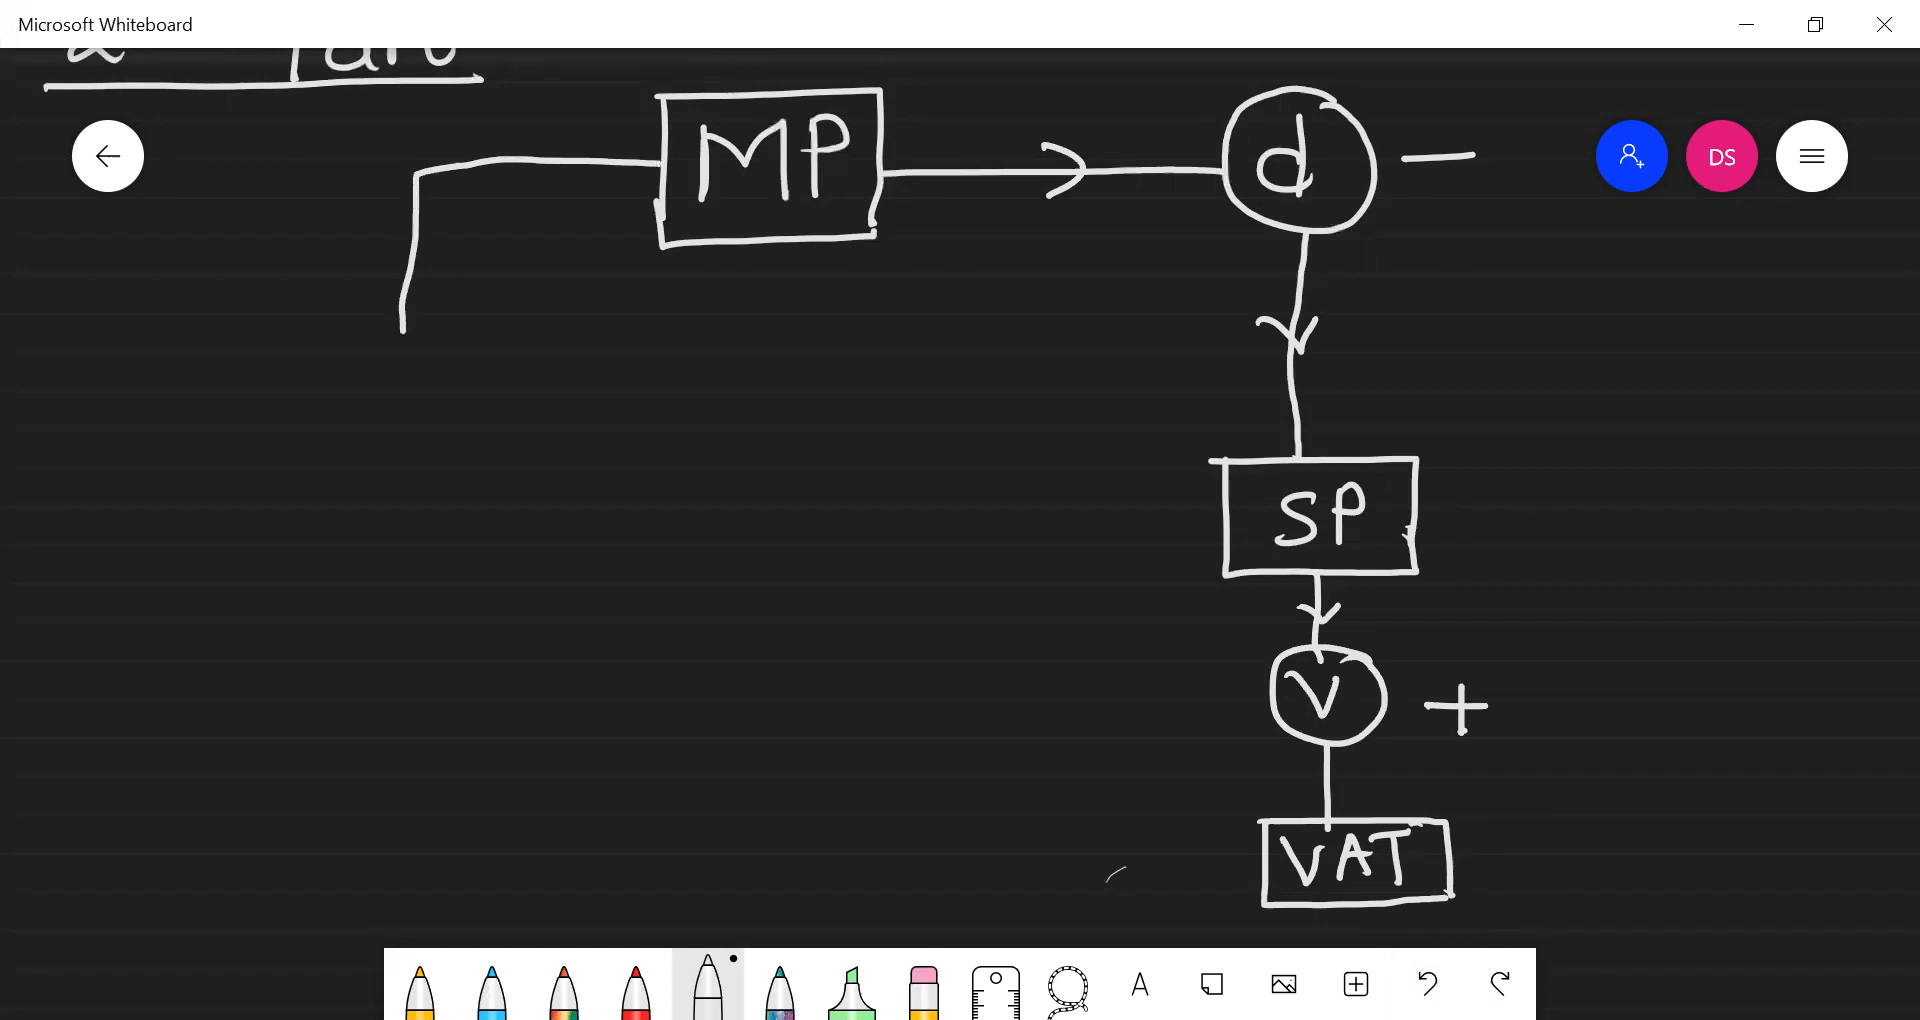 Microsoft Whiteboard
MP
d —
DS
SP
V +
VAT
A